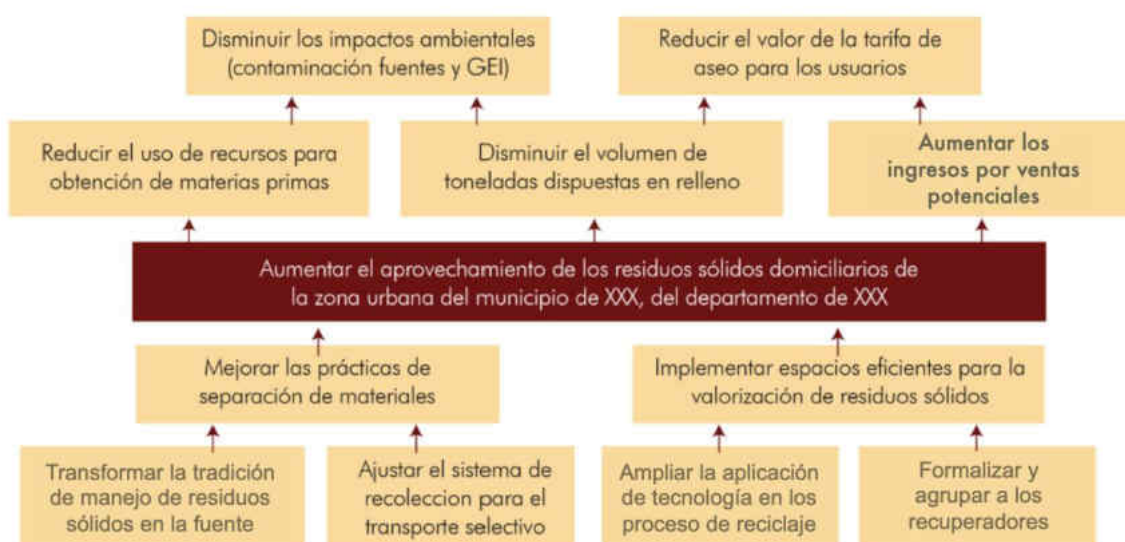 Disminuir los impactos ambientales
(contaminación fuentes y GEI)
Reducir el valor de la tarifa de
aseo para los usuarios
Reducir el uso de recursos para
obtención de materias primas
Disminuir el volumen de
toneladas dispuestas en relleno
Aumentar los
ingresos por ventas
potenciales
Aumentar el aprovechamiento de los residuos sólidos domiciliarios de
la zona urbana del municipio de XXX, del departamento de XXX
Mejorar las prácticas de
separación de materiales
Implementar espacios eficientes para la
valorización de residuos sólidos
Transformar la tradición
de manejo de residuos
sólidos en la fuente
Ajustar el sistema de
recoleccion para el
transporte selectivo
Ampliar la aplicación
de tecnología en los
proceso de reciclaje
Formalizar y
agrupar a los
recuperadores